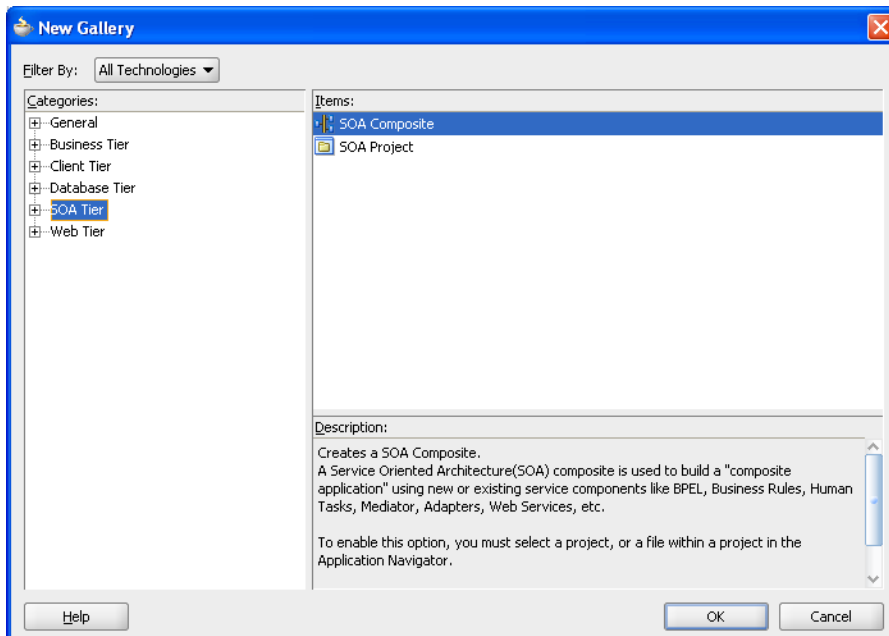 New Gallery
Filter By: All Technologies
Categories:
General
Business Tier
Client Tier
Database Tier
SOA Tier
Web Tier
Items:
SOA Composite
SOA Project
Description:
Creates a SOA Composite.
A Service Oriented Architecture(SOA) composite is used to build a "composite
application" using new or existing service components like BPEL, Business Rules, Human
Tasks, Mediator, Adapters, Web Services, etc.
To enable this option, you must select a project, or a file within a project in the
Application Navigator.
Help
OK
Cancel